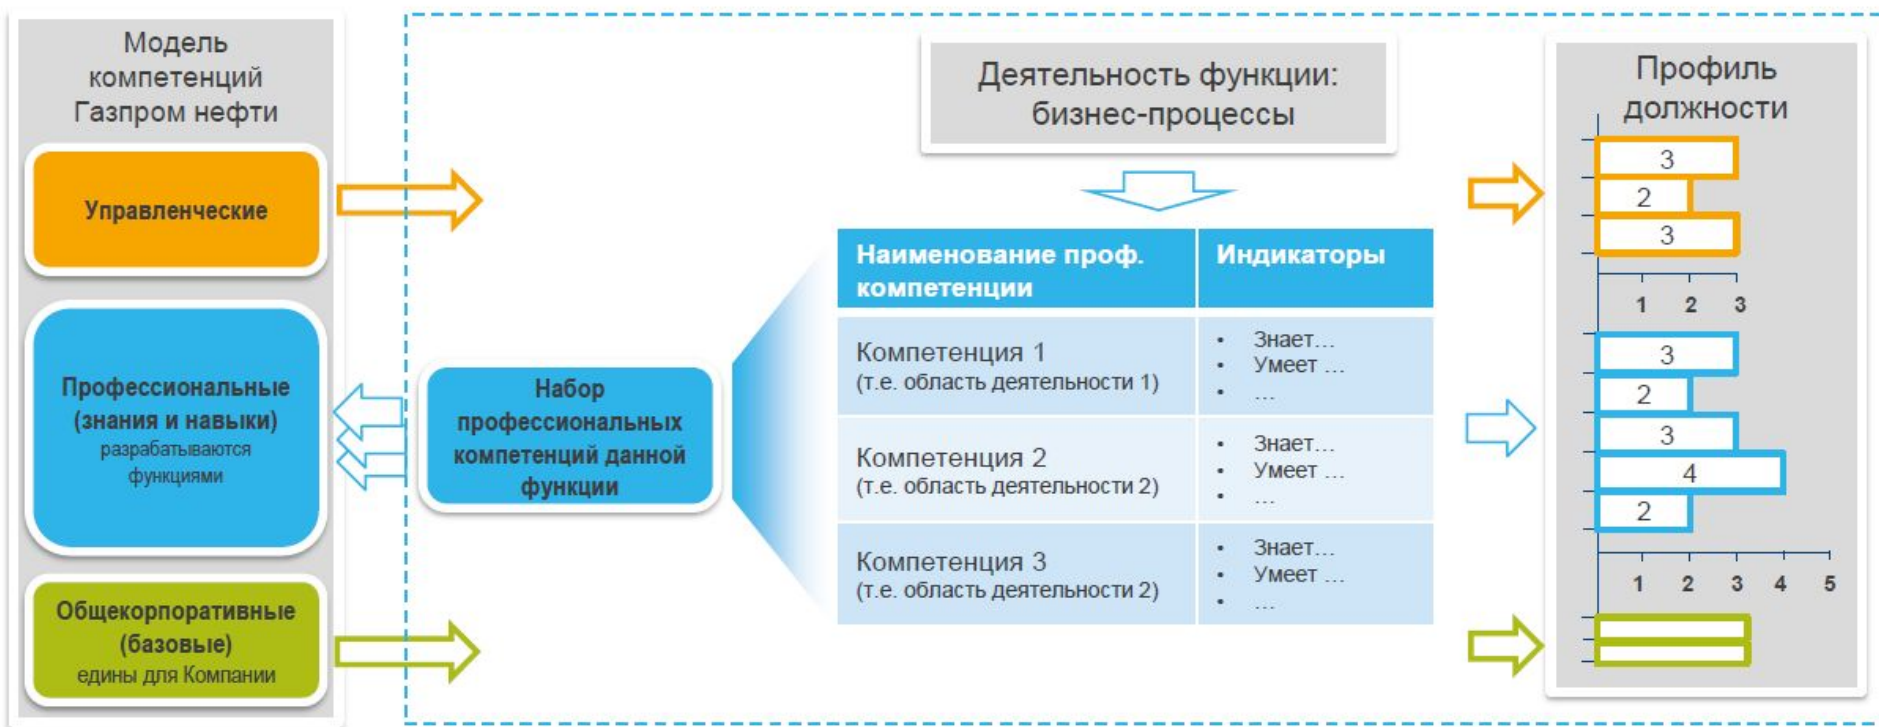 Модель
компетенций
Газпром нефти
Управленческие
Профессиональные
(знания и навыки)
разрабатываются
функциями
Общекорпоративные
(базовые)
едины для Компании
Набор
профессиональных
компетенций данной
функции
Деятельность функции:
бизнес-процессы
Наименование проф.
компетенции
Индикаторы
Компетенция 1
(т.е. область деятельности 1)
• Знает...
• Умеет ...
• ...
Компетенция 2
(т.е. область деятельности 2)
• Знает...
• Умеет ...
• ...
Компетенция 3
(т.е. область деятельности 2)
• Знает...
• Умеет ...
• ...
Профиль
должности
3
2
3
1 2 3
3
2
3
4
2
1 2 3 4 5